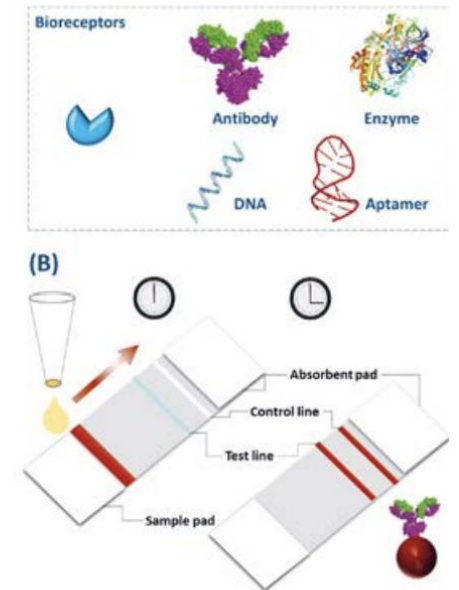 Bioreceptors
Antibody
Enzyme
DNA
Aptamer
(B)
Absorbent pad
Control line
Test line
Sample pad